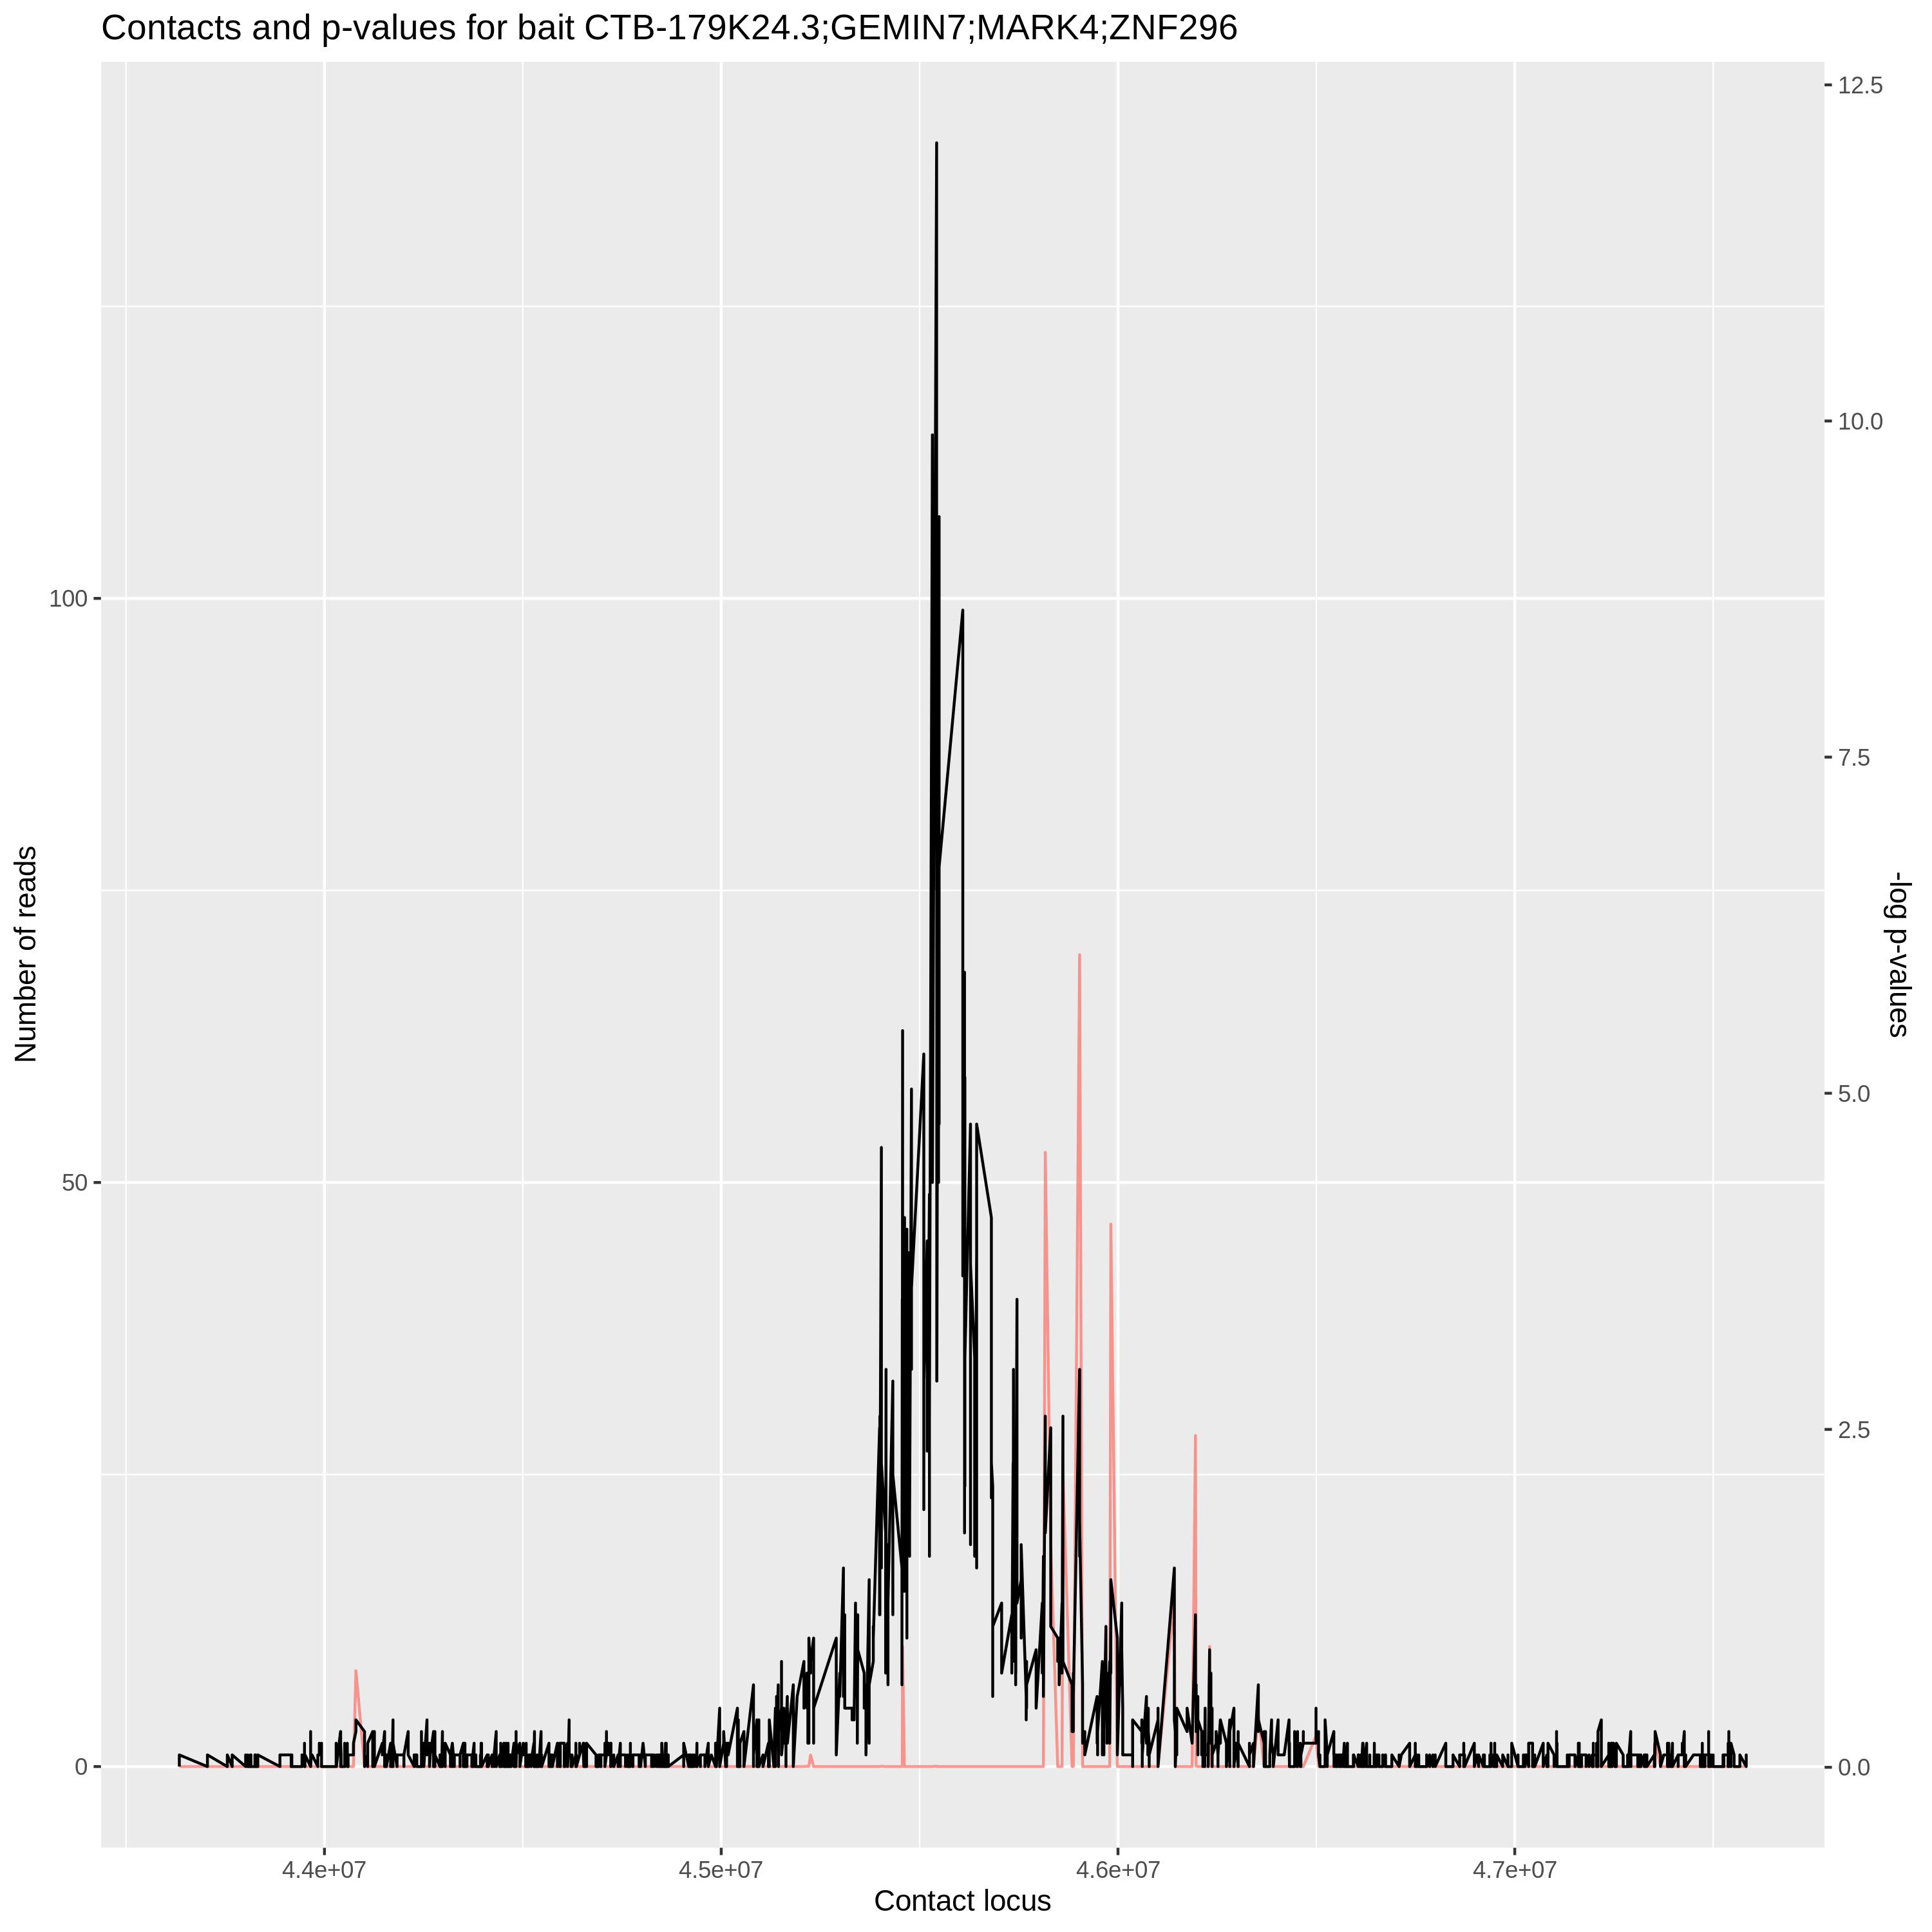 Contacts and p-values for bait CTB-179K24.3;GEMIN7;MARK4;ZNF296
12.5
10.0
100
7.5
Number of reads
-log p-values
5.0
50
2.5
0
0.0
4.4e+07
4.5e+07
4.6e+07
4.7e+07
Contact locus